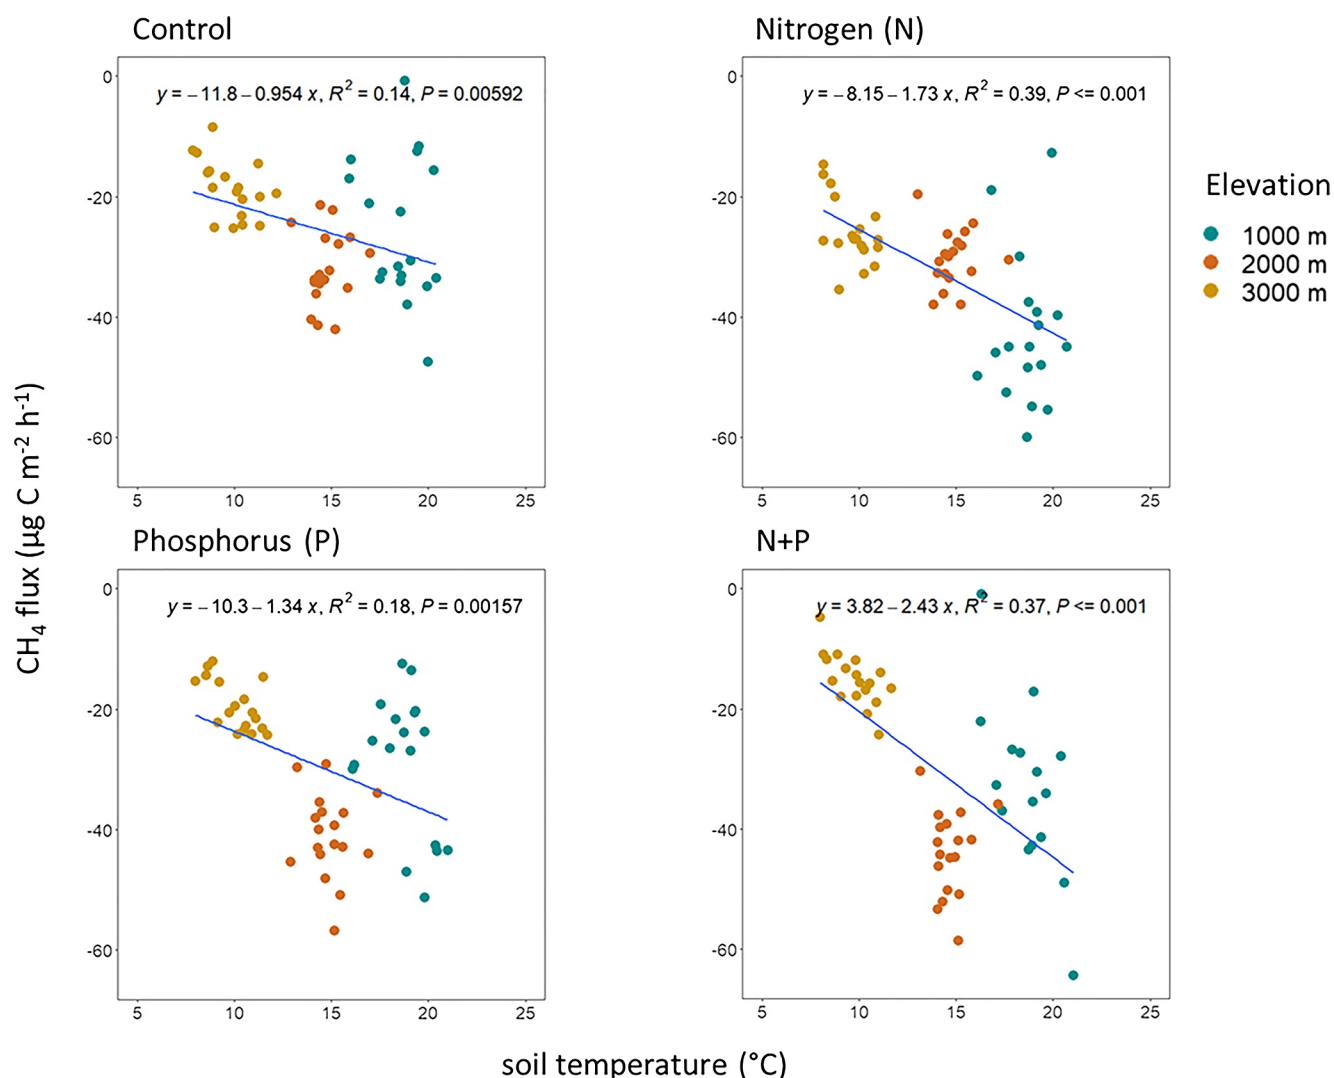 Control
y = −11.8 − 0.954 x, R² = 0.14, P = 0.00592
0
-20
-40
-60
5 10 15 20 25
Nitrogen (N)
y = −8.15 − 1.73 x, R² = 0.39, P <= 0.001
0
-20
-40
-60
5 10 15 20 25
Elevation
1000 m
2000 m
3000 m
CH₄ flux (µg C m⁻² h⁻¹)
Phosphorus (P)
y = −10.3 − 1.34 x, R² = 0.18, P = 0.00157
0
-20
-40
-60
5 10 15 20 25
N+P
y = 3.82 − 2.43 x, R² = 0.37, P <= 0.001
0
-20
-40
-60
5 10 15 20 25
soil temperature (°C)